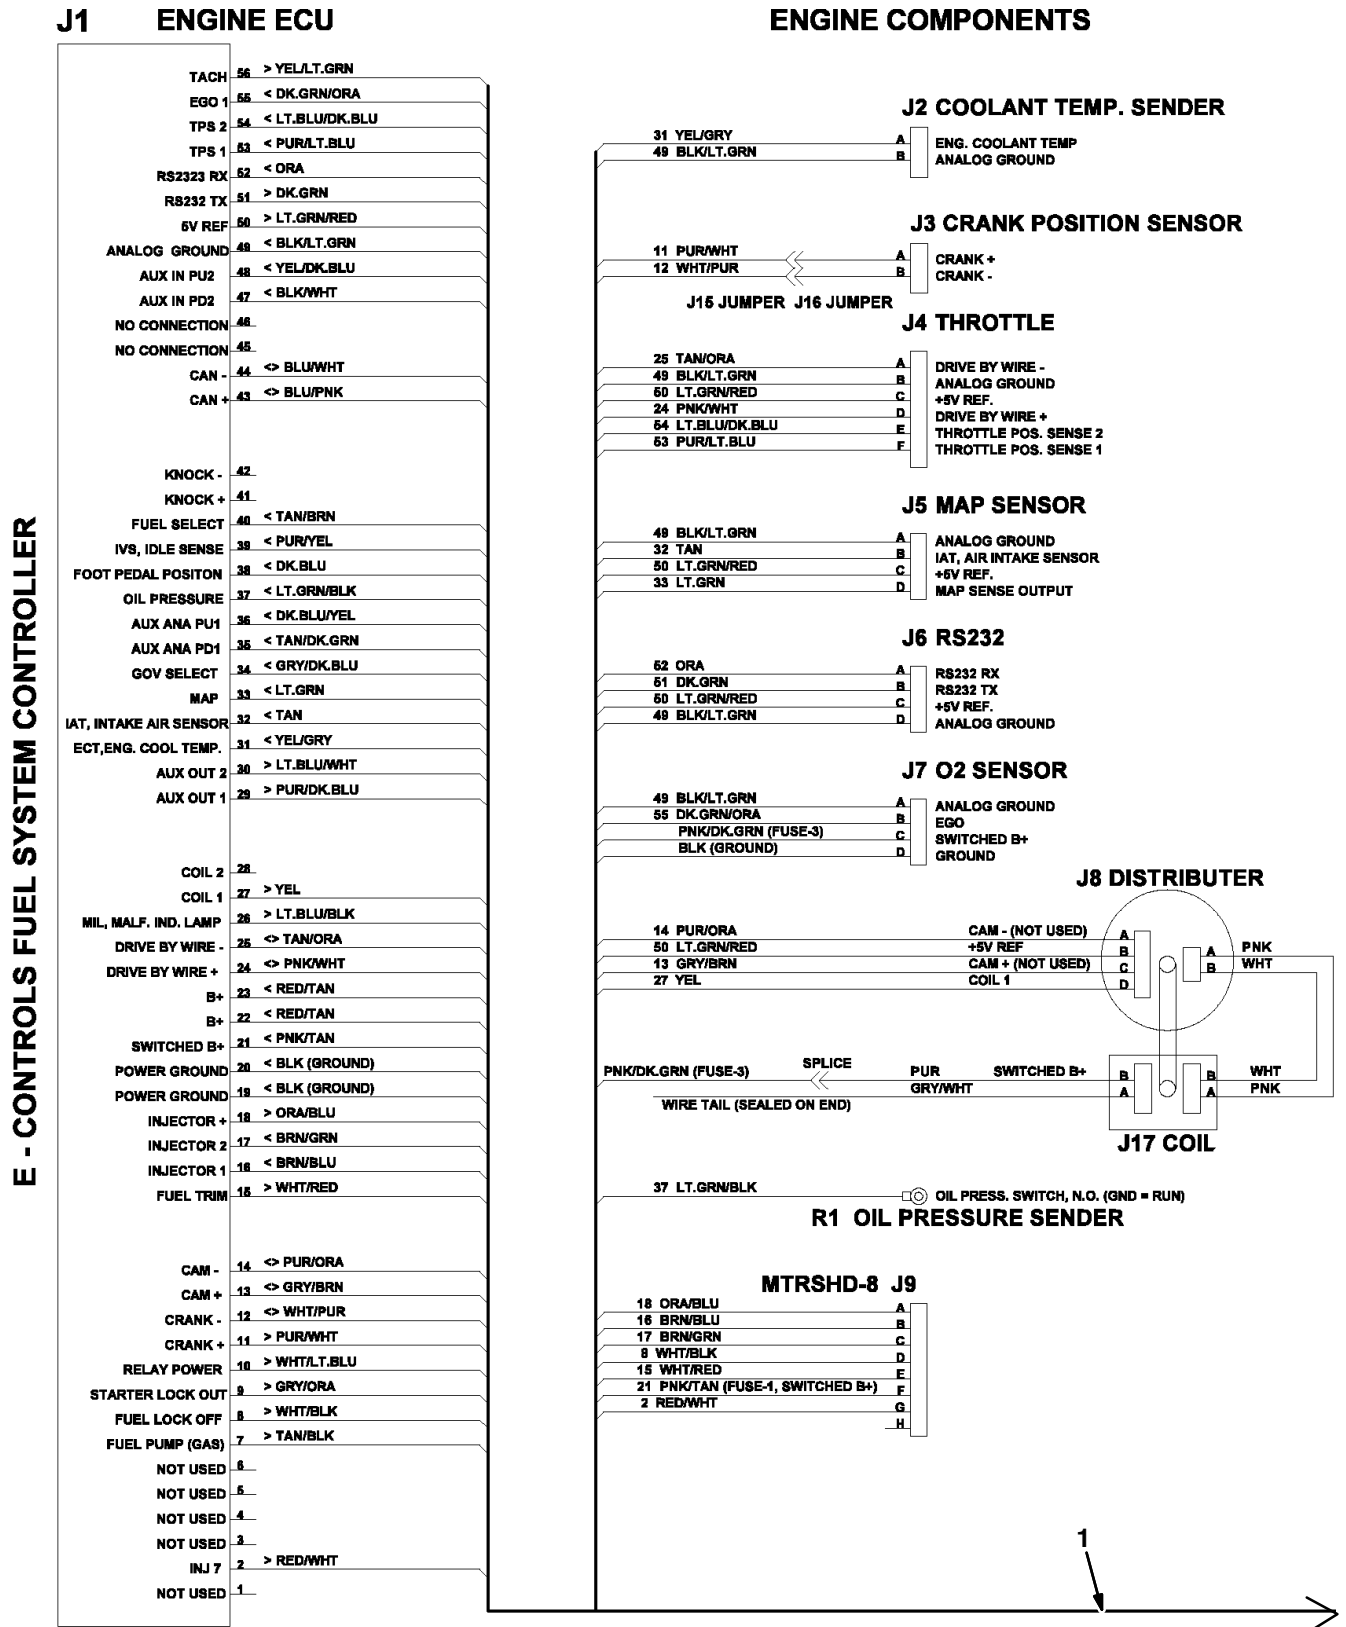 J1 ENGINE ECU
ENGINE COMPONENTS
E - CONTROLS FUEL SYSTEM CONTROLLER
TACH 56 > YEL/LT.GRN
EGO 1 55 < DK.GRN/ORA
TPS 2 54 < LT.BLU/DK.BLU
TPS 1 53 < PUR/LT.BLU
RS2323 RX 52 < ORA
RS232 TX 51 > DK.GRN
5V REF 50 > LT.GRN/RED
ANALOG GROUND 49 < BLK/LT.GRN
AUX IN PU2 48 < YEL/DK.BLU
AUX IN PD2 47 < BLK/WHT
NO CONNECTION 46
NO CONNECTION 45
CAN - 44 <> BLU/WHT
CAN + 43 <> BLU/PNK
KNOCK - 42
KNOCK + 41
FUEL SELECT 40 < TAN/BRN
IVS, IDLE SENSE 39 < PUR/YEL
FOOT PEDAL POSITON 38 < DK.BLU
OIL PRESSURE 37 < LT.GRN/BLK
AUX ANA PU1 36 < DK.BLU/YEL
AUX ANA PD1 35 < TAN/DK.GRN
GOV SELECT 34 < GRY/DK.BLU
MAP 33 < LT.GRN
IAT, INTAKE AIR SENSOR 32 < TAN
ECT,ENG. COOL TEMP. 31 < YEL/GRY
AUX OUT 2 30 > LT.BLU/WHT
AUX OUT 1 29 > PUR/DK.BLU
COIL 2 28
COIL 1 27 > YEL
MIL, MALF. IND. LAMP 26 > LT.BLU/BLK
DRIVE BY WIRE - 25 <> TAN/ORA
DRIVE BY WIRE + 24 <> PNK/WHT
B+ 23 < RED/TAN
B+ 22 < RED/TAN
SWITCHED B+ 21 < PNK/TAN
POWER GROUND 20 < BLK (GROUND)
POWER GROUND 19 < BLK (GROUND)
INJECTOR + 18 > ORA/BLU
INJECTOR 2 17 < BRN/GRN
INJECTOR 1 16 < BRN/BLU
FUEL TRIM 15 > WHT/RED
CAM - 14 <> PUR/ORA
CAM + 13 <> GRY/BRN
CRANK - 12 <> WHT/PUR
CRANK + 11 > PUR/WHT
RELAY POWER 10 > WHT/LT.BLU
STARTER LOCK OUT 9 > GRY/ORA
FUEL LOCK OFF 8 > WHT/BLK
FUEL PUMP (GAS) 7 > TAN/BLK
NOT USED 6
NOT USED 5
NOT USED 4
NOT USED 3
INJ 7 2 > RED/WHT
NOT USED 1
J2 COOLANT TEMP. SENDER
31 YEL/GRY A ENG. COOLANT TEMP
49 BLK/LT.GRN B ANALOG GROUND
J3 CRANK POSITION SENSOR
11 PUR/WHT A CRANK +
12 WHT/PUR B CRANK -
J15 JUMPER J16 JUMPER
J4 THROTTLE
25 TAN/ORA A DRIVE BY WIRE -
49 BLK/LT.GRN B ANALOG GROUND
50 LT.GRN/RED C +5V REF.
24 PNK/WHT D DRIVE BY WIRE +
54 LT.BLU/DK.BLU E THROTTLE POS. SENSE 2
53 PUR/LT.BLU F THROTTLE POS. SENSE 1
J5 MAP SENSOR
49 BLK/LT.GRN A ANALOG GROUND
32 TAN B IAT, AIR INTAKE SENSOR
50 LT.GRN/RED C +5V REF.
33 LT.GRN D MAP SENSE OUTPUT
J6 RS232
52 ORA A RS232 RX
51 DK.GRN B RS232 TX
50 LT.GRN/RED C +5V REF.
49 BLK/LT.GRN D ANALOG GROUND
J7 O2 SENSOR
49 BLK/LT.GRN A ANALOG GROUND
55 DK.GRN/ORA B EGO
PNK/DK.GRN (FUSE-3) C SWITCHED B+
BLK (GROUND) D GROUND
J8 DISTRIBUTER
14 PUR/ORA CAM - (NOT USED) A
50 LT.GRN/RED +5V REF B A PNK
13 GRY/BRN CAM + (NOT USED) C B WHT
27 YEL COIL 1 D
PNK/DK.GRN (FUSE-3) SPLICE PUR SWITCHED B+ B B WHT
GRY/WHT A A PNK
WIRE TAIL (SEALED ON END)
J17 COIL
37 LT.GRN/BLK OIL PRESS. SWITCH, N.O. (GND = RUN)
R1 OIL PRESSURE SENDER
MTRSHD-8 J9
18 ORA/BLU A
16 BRN/BLU B
17 BRN/GRN C
8 WHT/BLK D
15 WHT/RED E
21 PNK/TAN (FUSE-1, SWITCHED B+) F
2 RED/WHT G
H
1